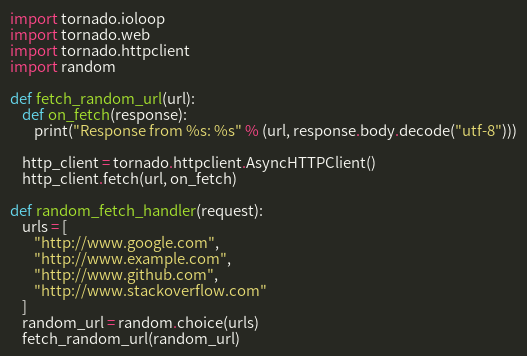 import tornado.ioloop
import tornado.web
import tornado.httpclient
import random
def fetch_random_url(url):
def on_fetch(response):
print("Response from %s: %s" % (url, response.body.decode("utf-8")))
http_client = tornado.httpclient.AsyncHTTPClient()
http_client.fetch(url, on_fetch)
def random_fetch_handler(request):
urls = [
"http://www.google.com",
"http://www.example.com",
"http://www.github.com",
"http://www.stackoverflow.com"
]
random_url = random.choice(urls)
fetch_random_url(random_url)